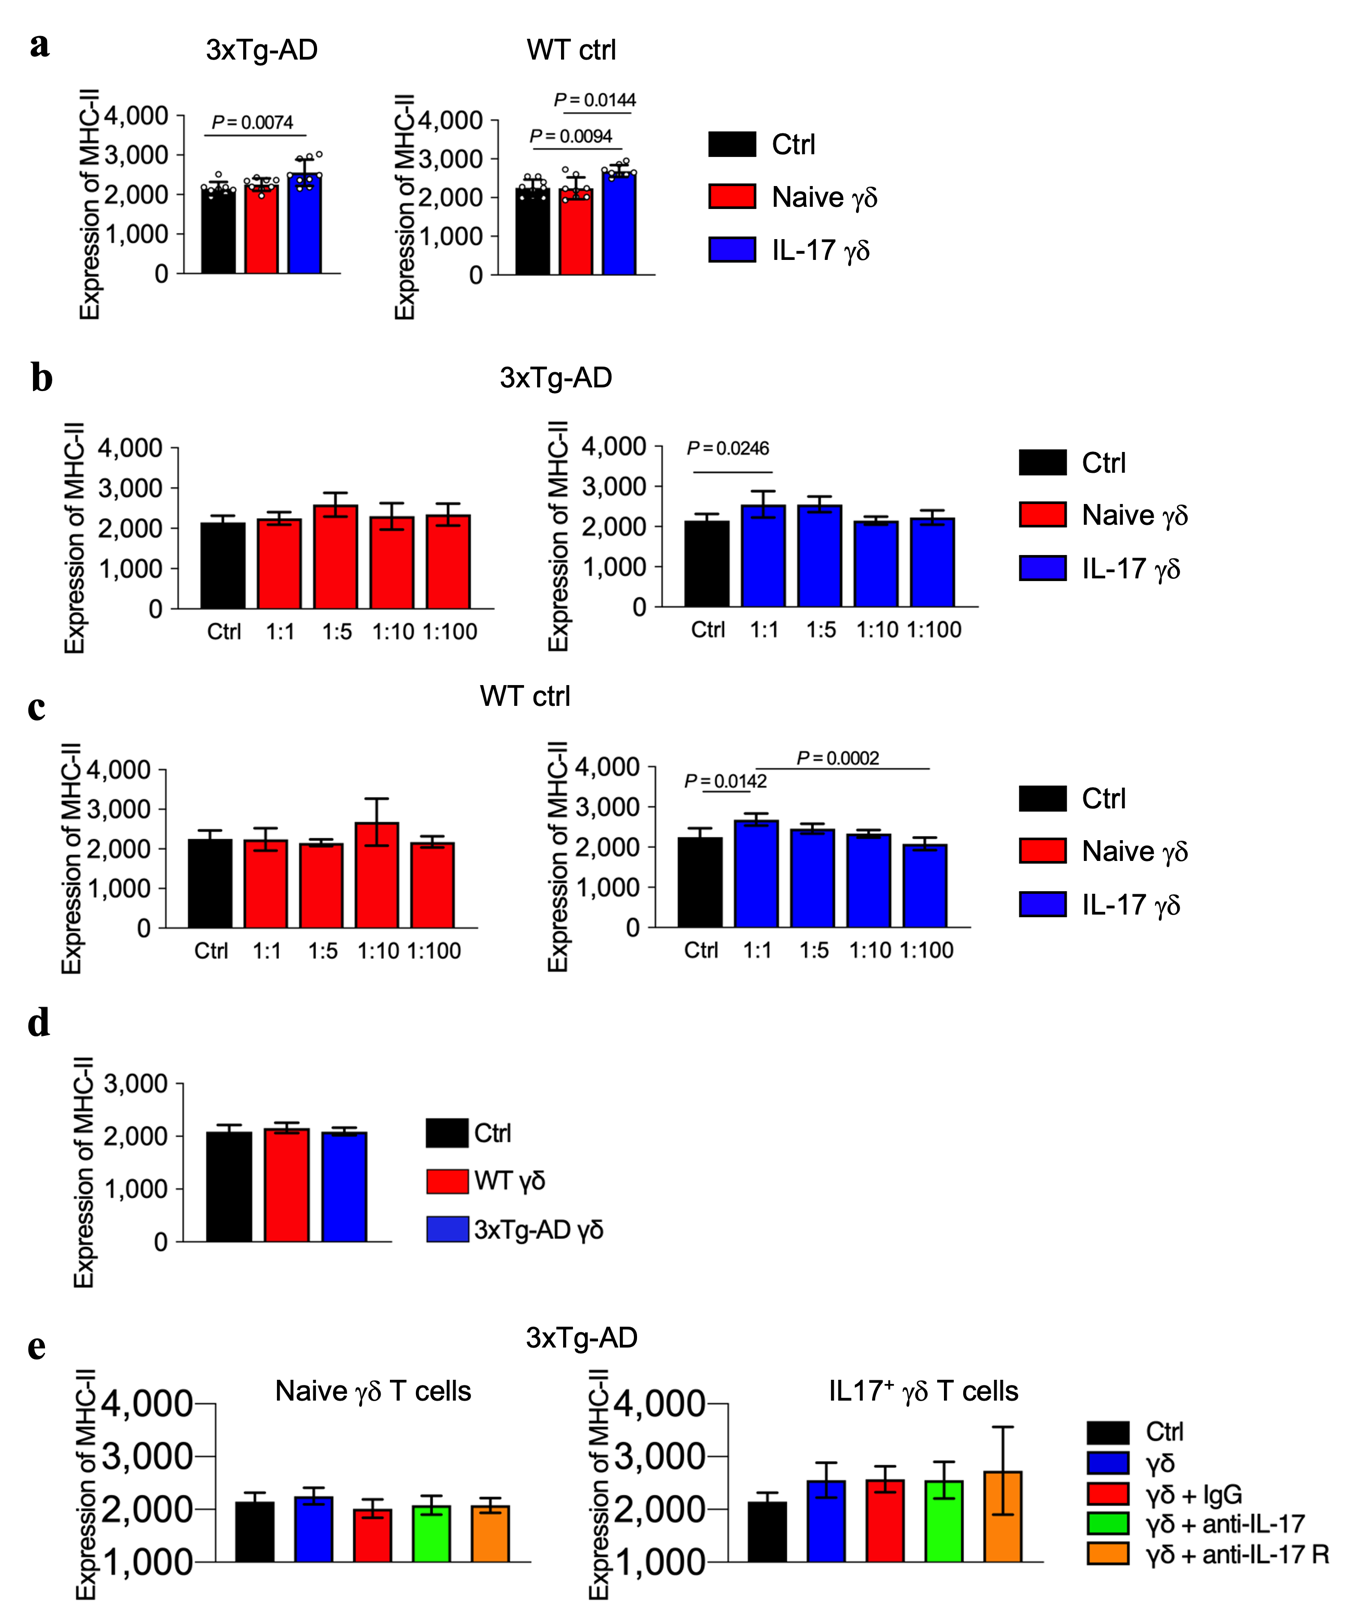 a
3xTg-AD
WT ctrl
Expression of MHC-II
4,000
3,000
2,000
1,000
0
P = 0.0074
Expression of MHC-II
4,000
3,000
2,000
1,000
0
P = 0.0144
P = 0.0094
Ctrl
Naive γδ
IL-17 γδ
b
3xTg-AD
Expression of MHC-II
4,000
3,000
2,000
1,000
0
Ctrl 1:1 1:5 1:10 1:100
Expression of MHC-II
4,000
3,000
2,000
1,000
0
P = 0.0246
Ctrl 1:1 1:5 1:10 1:100
Ctrl
Naive γδ
IL-17 γδ
c
WT ctrl
Expression of MHC-II
4,000
3,000
2,000
1,000
0
Ctrl 1:1 1:5 1:10 1:100
Expression of MHC-II
4,000
3,000
2,000
1,000
0
P = 0.0002
P = 0.0142
Ctrl 1:1 1:5 1:10 1:100
Ctrl
Naive γδ
IL-17 γδ
d
Expression of MHC-II
3,000
2,000
1,000
0
Ctrl
WT γδ
3xTg-AD γδ
e
3xTg-AD
Expression of MHC-II
4,000
3,000
2,000
1,000
Naive γδ T cells
Expression of MHC-II
4,000
3,000
2,000
1,000
IL17⁺ γδ T cells
Ctrl
γδ
γδ + IgG
γδ + anti-IL-17
γδ + anti-IL-17 R